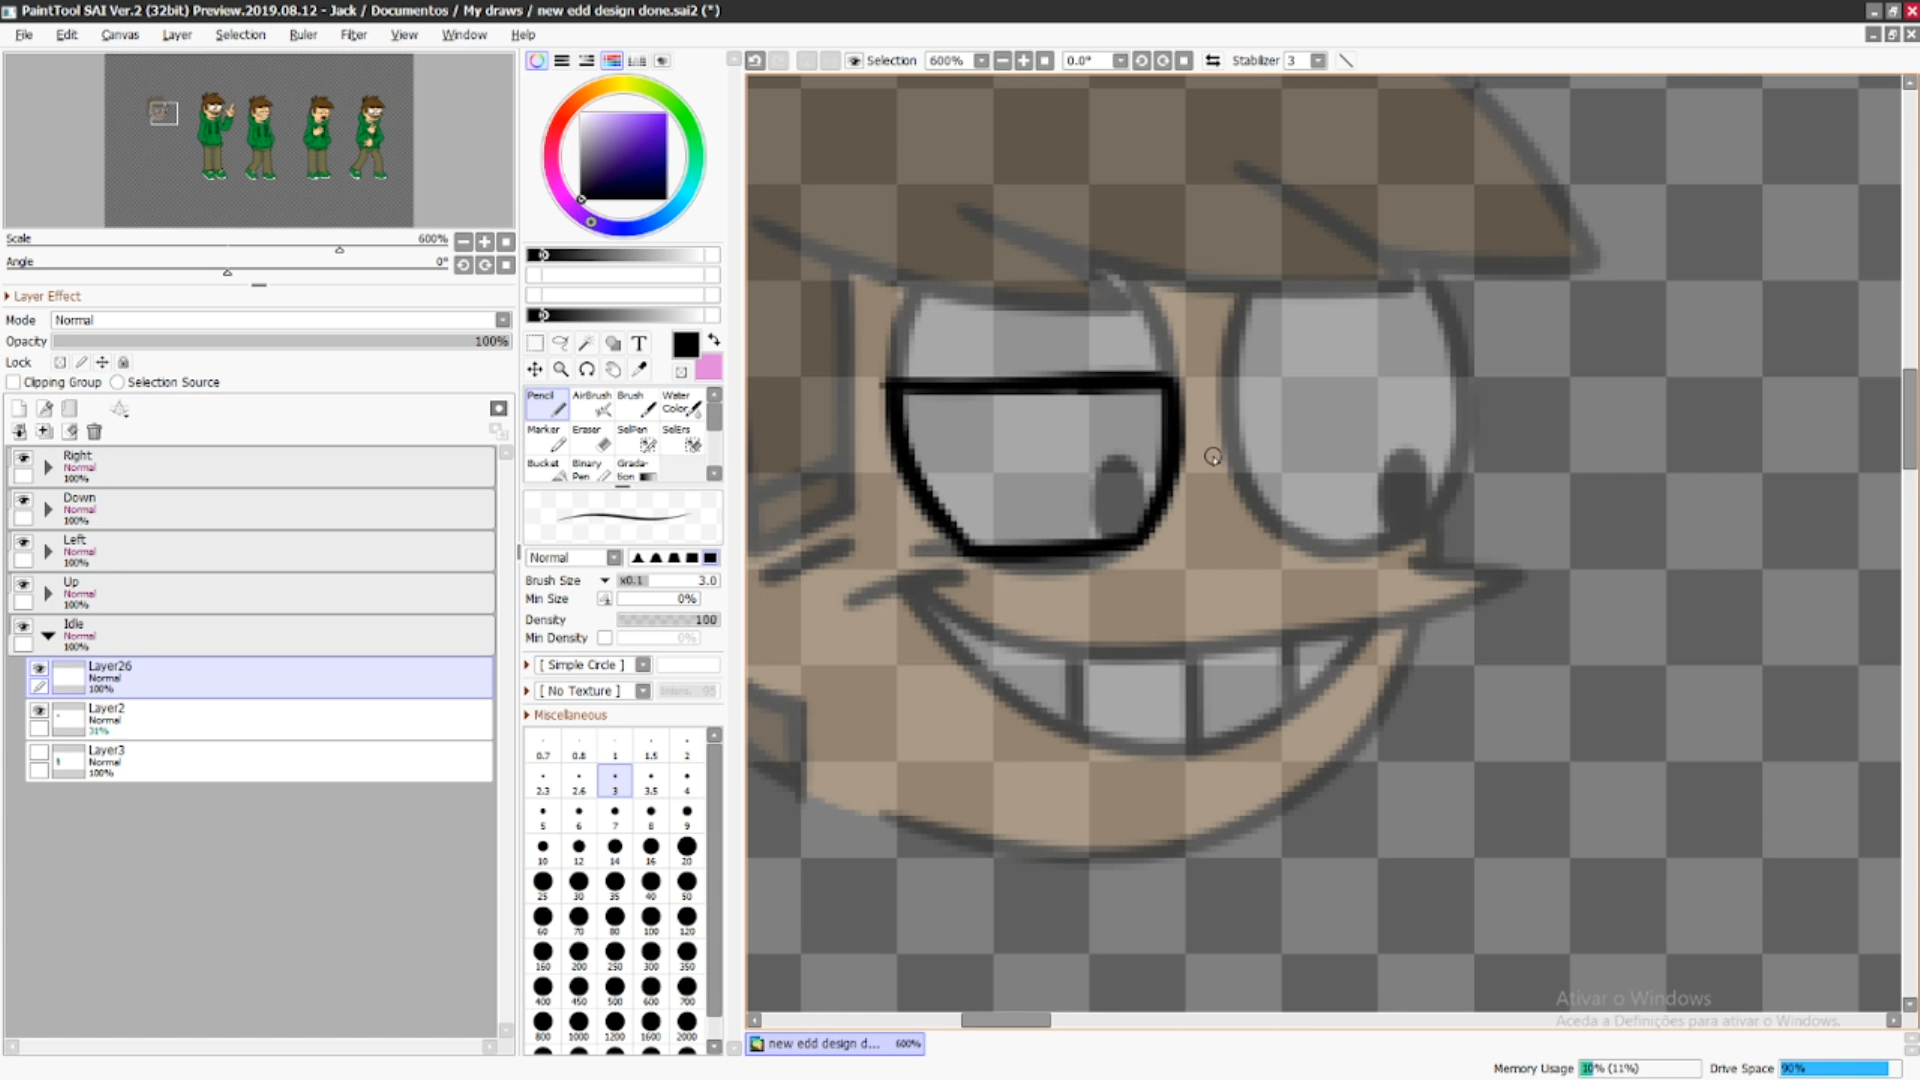 PaintTool SAI Ver.2 (32bit) Preview.2019.08.12 - Jack / Documentos / My draws / new edd design done.sai2 (*)
File Edit Canvas Layer Selection Ruler Filter View Window Help
Selection 600% 0.0° Stabilizer 3
Scale 600%
Angle 0°
Layer Effect
Mode Normal
Opacity 100%
Lock
Clipping Group Selection Source
Right
Normal
100%
Down
Normal
100%
Left
Normal
100%
Up
Normal
100%
Idle
Normal
100%
Layer26
Normal
100%
Layer2
Normal
31%
Layer3
Normal
100%
T
Pencil AirBrush Brush Water Color
Marker Eraser SelPen SelErs
Bucket Binary Pen Grada-tion
Normal
Brush Size x0.1 3.0
Min Size 0%
Density 100
Min Density 0%
[ Simple Circle ]
[ No Texture ] Intens. 95
Miscellaneous
0.7 0.8 1 1.5 2
2.3 2.6 3 3.5 4
5 6 7 8 9
10 12 14 16 20
25 30 35 40 50
60 70 80 100 120
160 200 250 300 350
400 450 500 600 700
800 1000 1200 1600 2000
Ativar o Windows
Aceda a Definições para ativar o Windows.
new edd design d... 600%
Memory Usage 10% (11%) Drive Space 90%